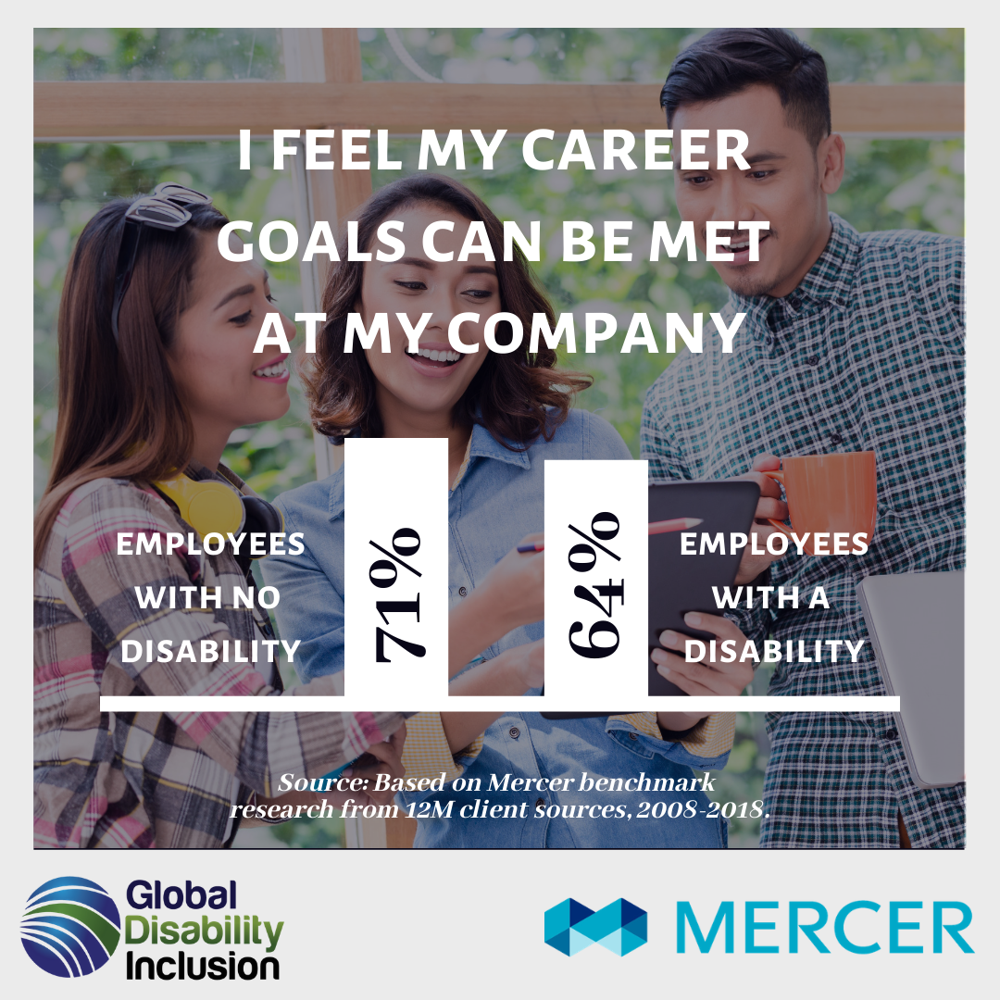 I FEEL MY CAREER
GOALS CAN BE MET
AT MY COMPANY
EMPLOYEES
WITH NO
DISABILITY
71%
64%
EMPLOYEES
WITH A
DISABILITY
Source: Based on Mercer benchmark
research from 12M client sources, 2008-2018.
Global
Disability
Inclusion
MERCER